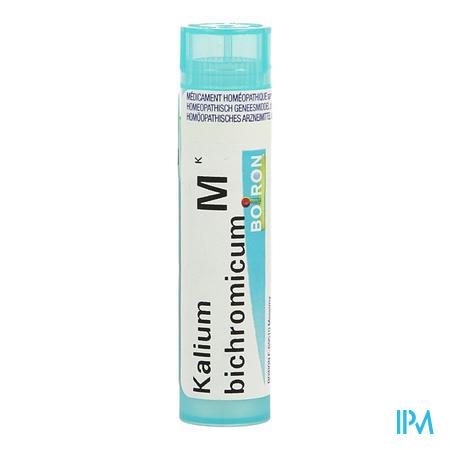 MÉDICAMENT HOMÉOPATHIQUE
HOMEOPATHISCH GENEESMIDDEL
HOMÖOPATHISCHES ARZNEIMITTEL
Kalium
bichromicum M K
BOIRON
IPM